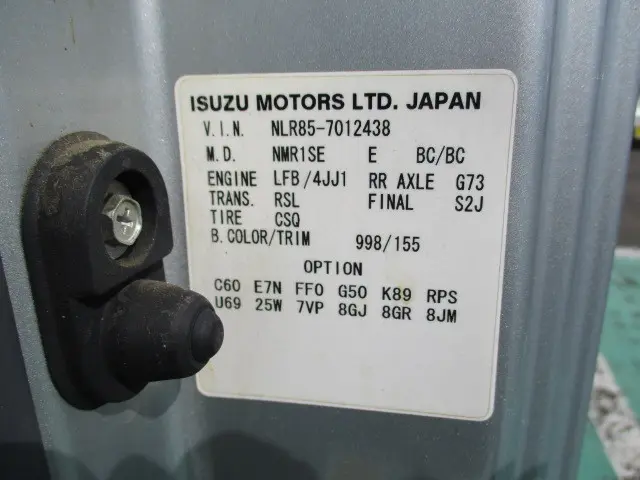 ISUZU MOTORS LTD. JAPAN
V.I.N. NLR85-7012438
M.D. NMR1SE E BC/BC
ENGINE LFB/4JJ1 RR AXLE G73
TRANS. RSL FINAL S2J
TIRE CSQ
B.COLOR/TRIM 998/155
OPTION
C60 E7N FF0 G50 K89 RPS
U69 25W 7VP 8GJ 8GR 8JM